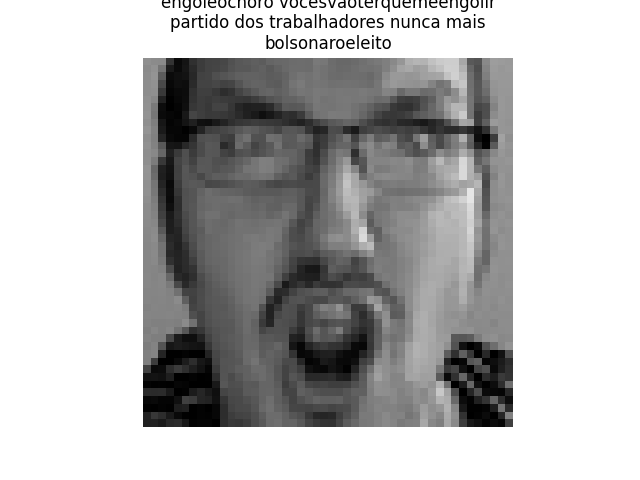 engoleochoro vocesvaoterquemeengolir
partido dos trabalhadores nunca mais
bolsonaroeleito